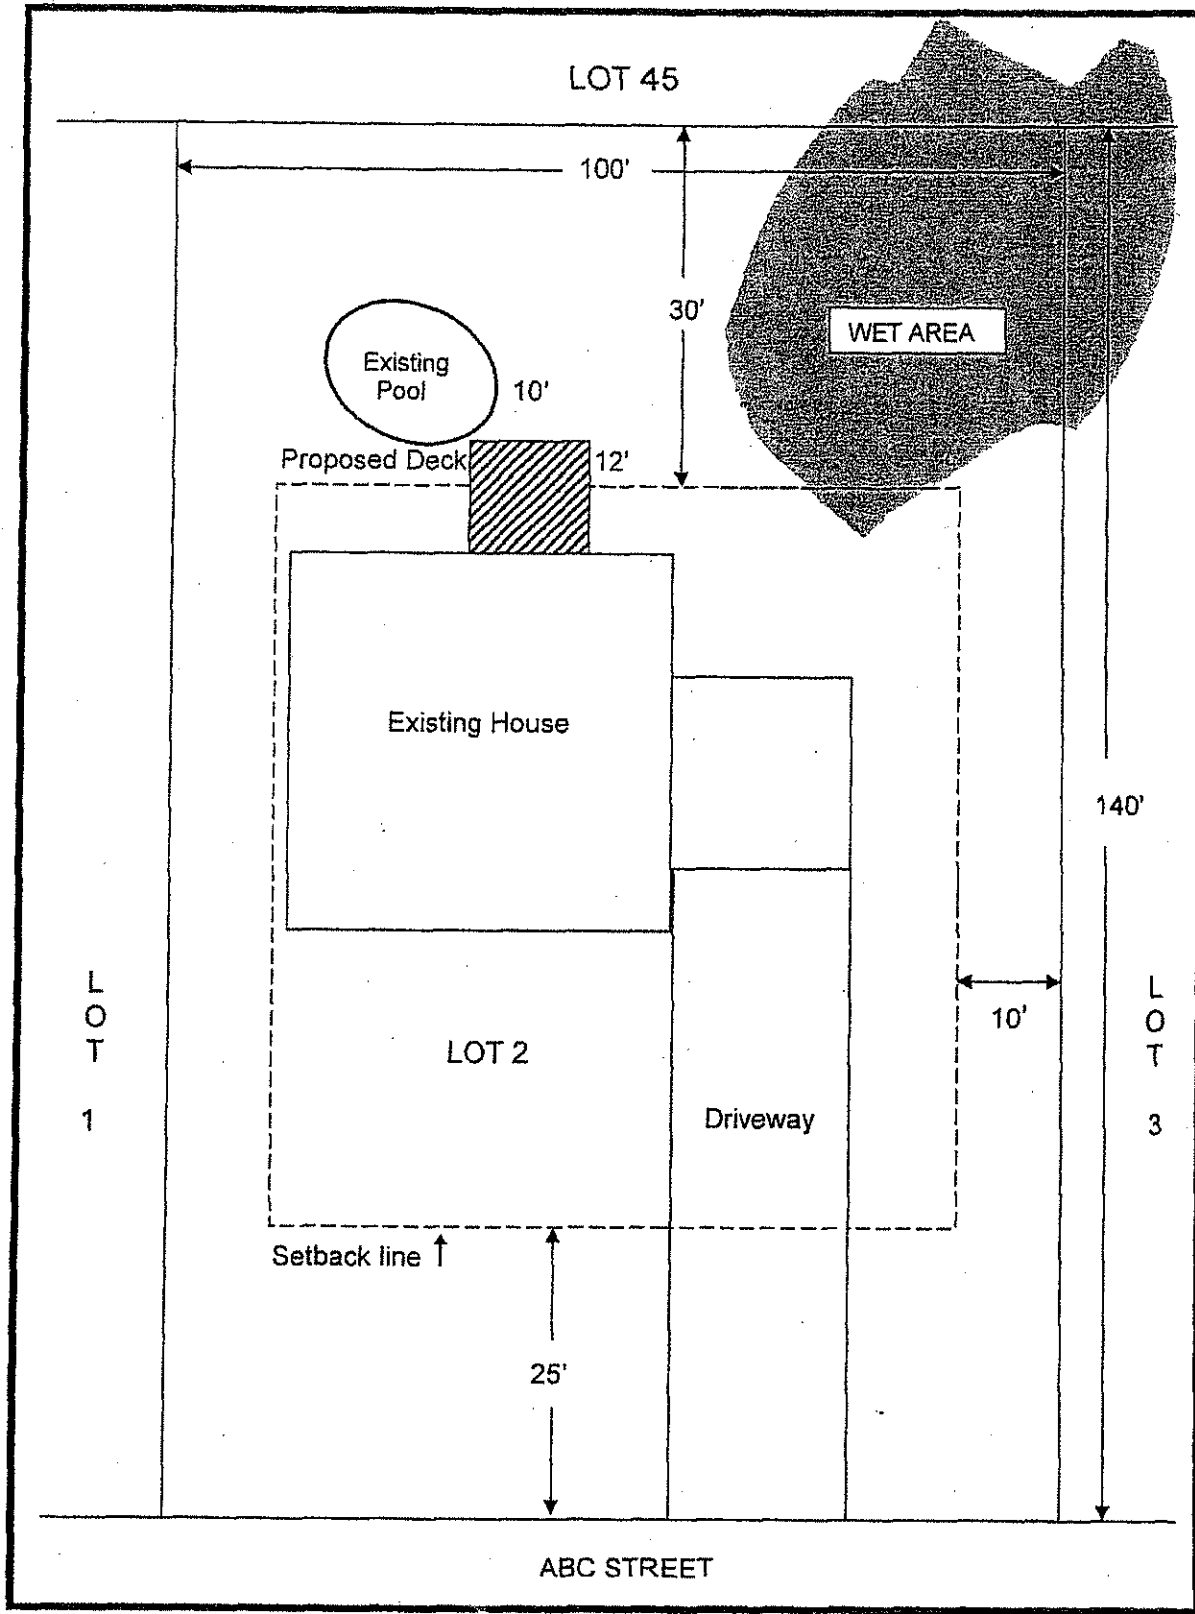 LOT 45
100'
30'
WET AREA
Existing
Pool
10'
Proposed Deck
12'
Existing House
140'
L
O
T
1
10'
L
O
T
3
LOT 2
Driveway
Setback line
25'
ABC STREET